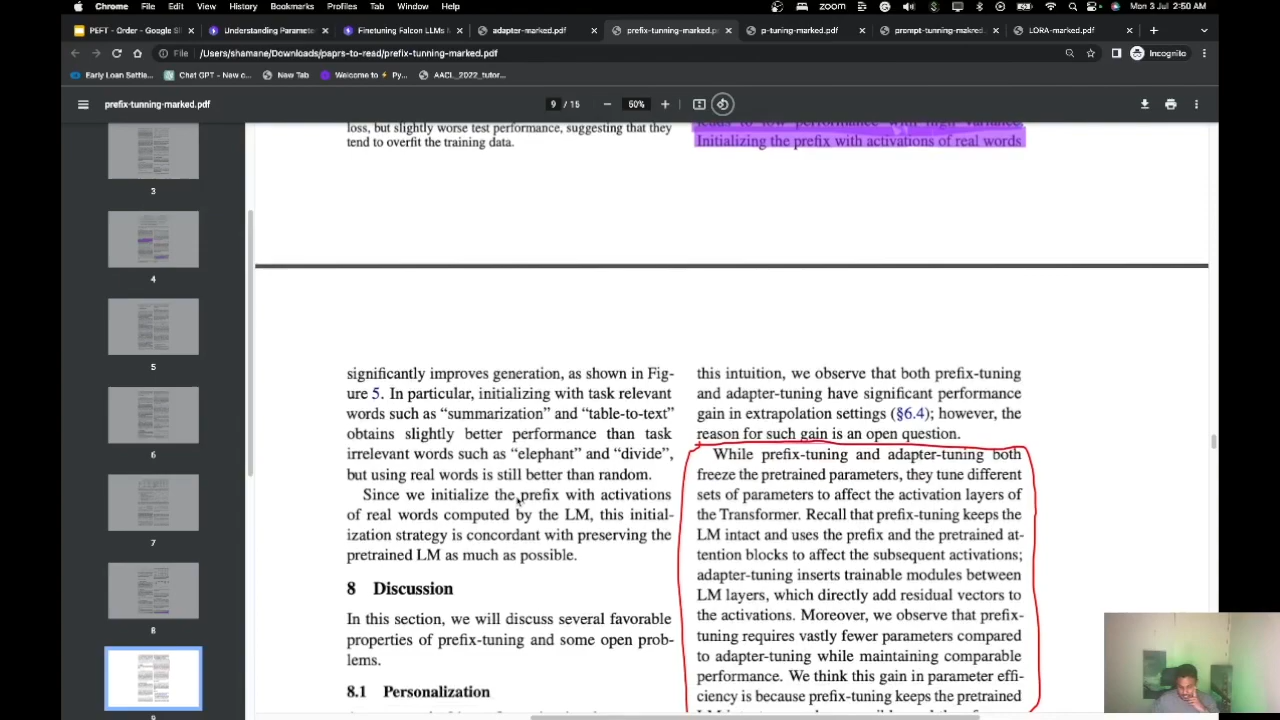 Chrome File Edit View History Bookmarks Profiles Tab Window Help
zoom
Mon 3 Jul 2:50 AM
PEFT - Order - Google Sl
Understanding Parame
Finetuning Falcon LLMs
adapter-marked.pdf
prefix-tunning-marked.p
p-tuning-marked.pdf
prompt-tunning-makred
LORA-marked.pdf
File
/Users/shamane/Downloads/paprs-to-read/prefix-tunning-marked.pdf
Incognito
Early Loan Settle...
Chat GPT - New c...
New Tab
Welcome to ⚡ Py...
AACL_2022_tutor...
prefix-tunning-marked.pdf
9 / 15
60%
3
4
5
6
7
8
9
loss, but slightly worse test performance, suggesting that they
tend to overfit the training data.
Initializing the prefix with activations of real words
significantly improves generation, as shown in Fig-
ure 5. In particular, initializing with task relevant
words such as “summarization” and “table-to-text”
obtains slightly better performance than task
irrelevant words such as “elephant” and “divide”,
but using real words is still better than random.
Since we initialize the prefix with activations
of real words computed by the LM, this initial-
ization strategy is concordant with preserving the
pretrained LM as much as possible.
8 Discussion
In this section, we will discuss several favorable
properties of prefix-tuning and some open prob-
lems.
8.1 Personalization
this intuition, we observe that both prefix-tuning
and adapter-tuning have significant performance
gain in extrapolation settings (§6.4); however, the
reason for such gain is an open question.
While prefix-tuning and adapter-tuning both
freeze the pretrained parameters, they tune different
sets of parameters to affect the activation layers of
the Transformer. Recall that prefix-tuning keeps the
LM intact and uses the prefix and the pretrained at-
tention blocks to affect the subsequent activations;
adapter-tuning inserts trainable modules between
LM layers, which directly add residual vectors to
the activations. Moreover, we observe that prefix-
tuning requires vastly fewer parameters compared
to adapter-tuning while maintaining comparable
performance. We think this gain in parameter effi-
ciency is because prefix-tuning keeps the pretrained